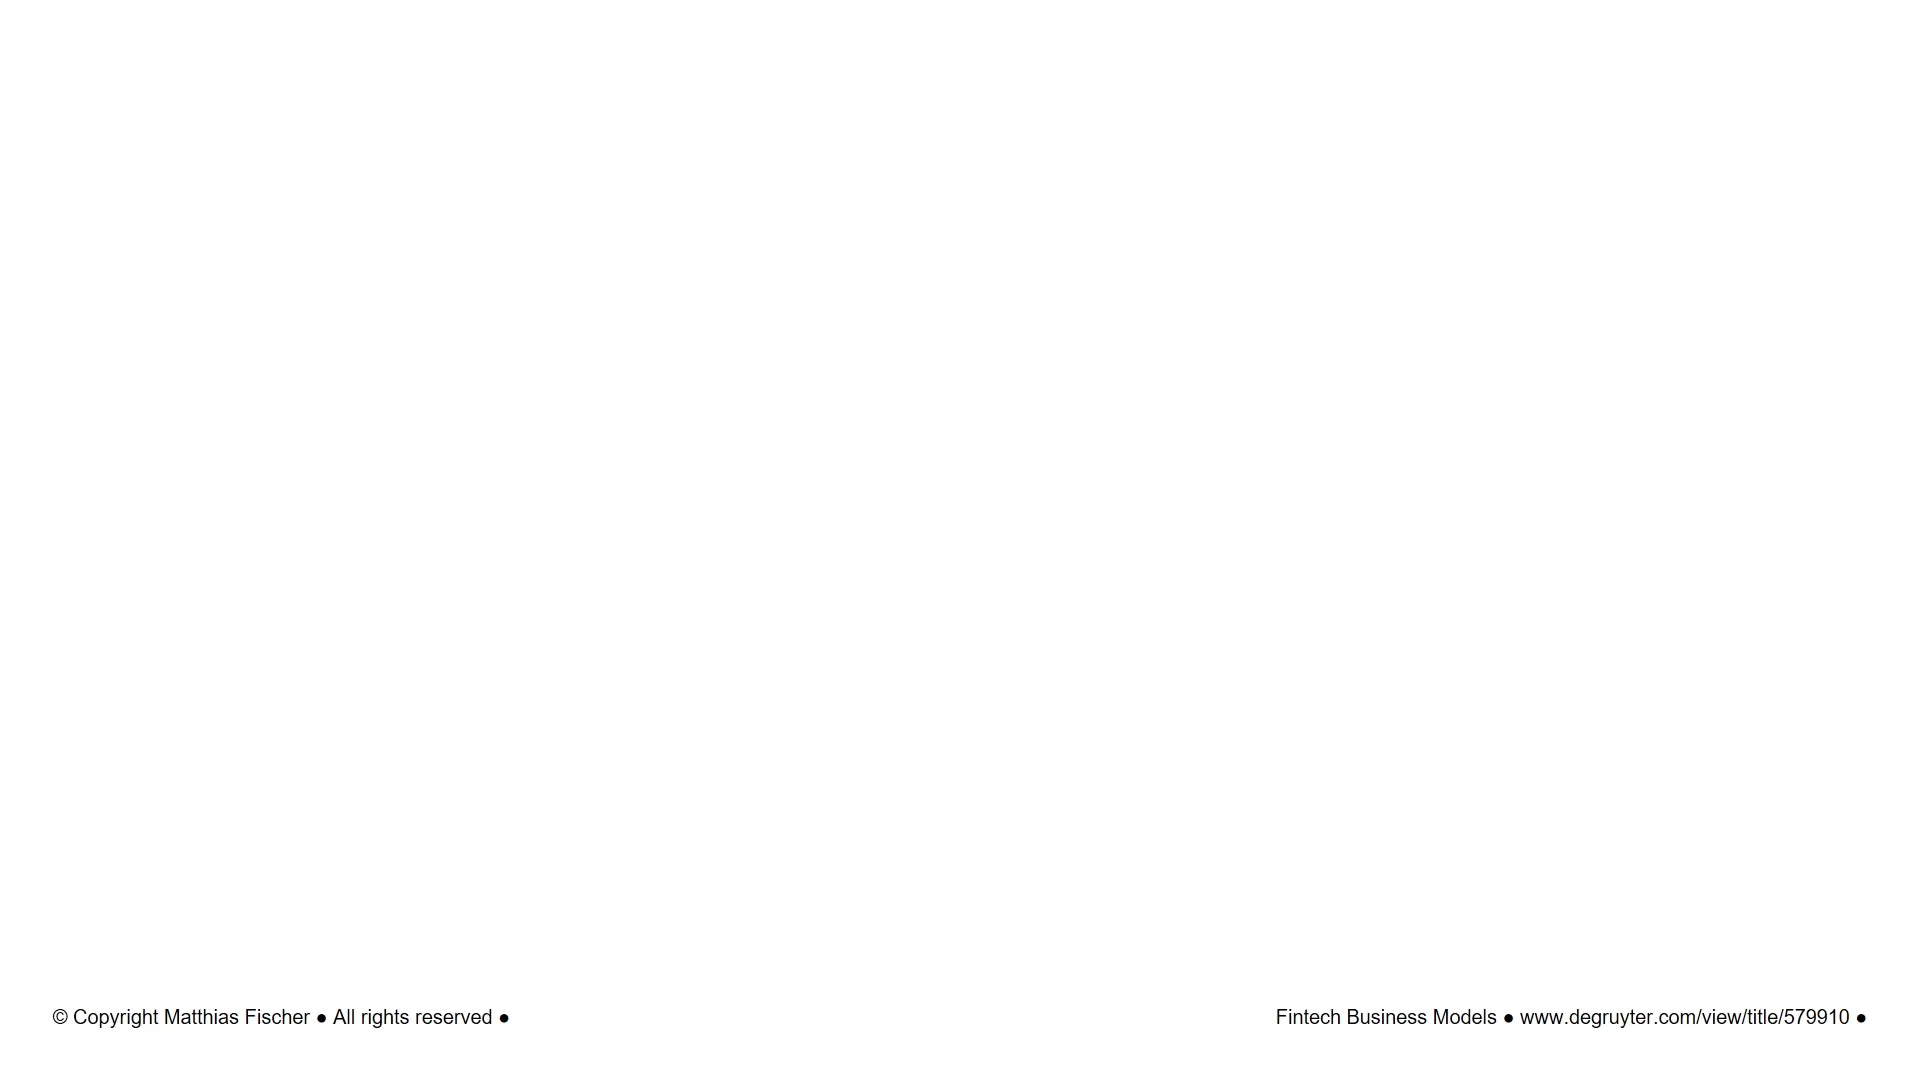 © Copyright Matthias Fischer ● All rights reserved ●
Fintech Business Models ● www.degruyter.com/view/title/579910 ●